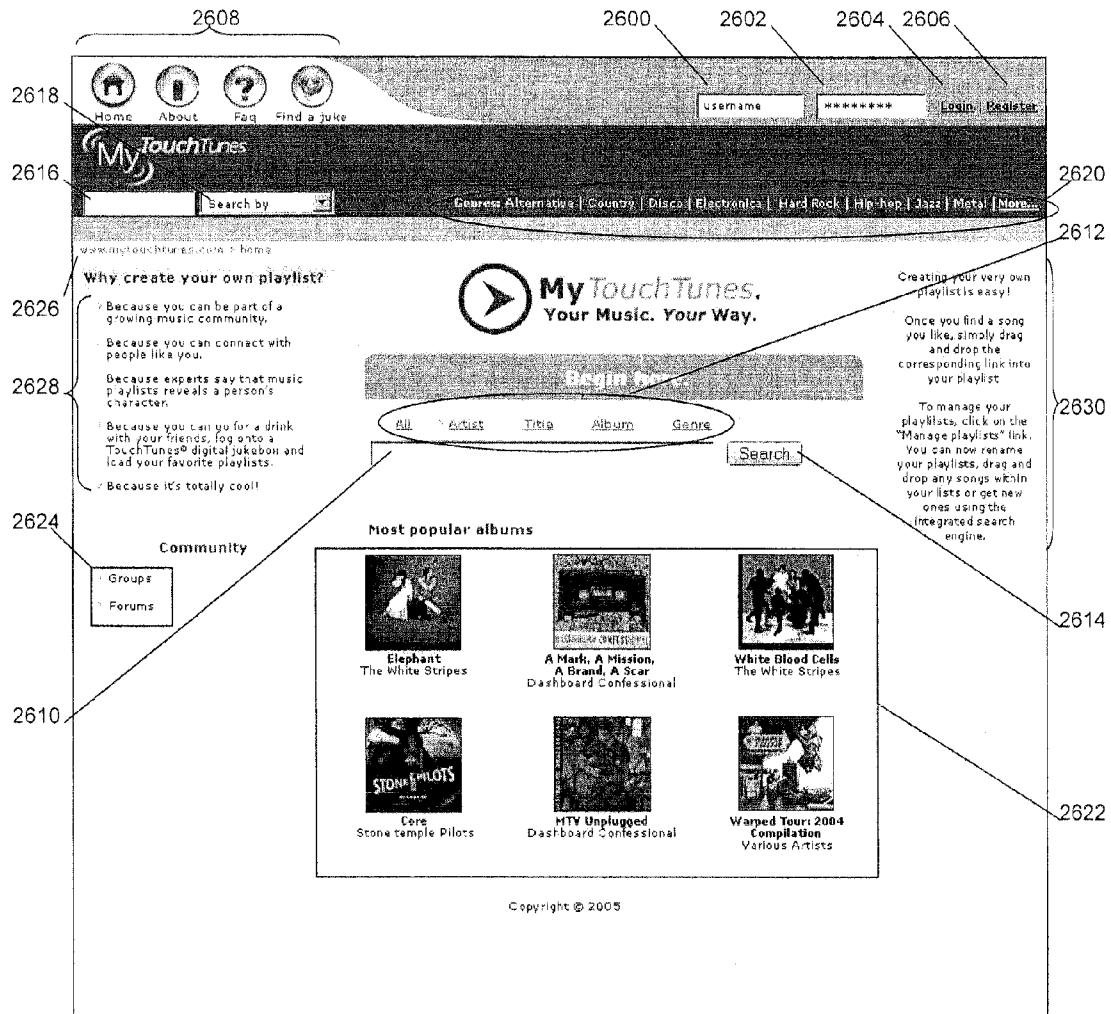 2608
2600
2602
2604
2606
2618
Home
About
Faq
Find a juke
username
********
Login
Register
My TouchTunes
2616
Search by
Genres: Alternative | Country | Disco | Electronica | Hard Rock | Hip-hop | Jazz | Metal | More...
2620
2612
www.mytouchtunes.com > home
2626
Why create your own playlist?
Because you can be part of a
growing music community.
Because you can connect with
people like you.
2628
Because experts say that music
playlists reveals a person's
character.
Because you can go for a drink
with your friends, log onto a
TouchTunes® digital jukebox and
load your favorite playlists.
Because it's totally cool!
My TouchTunes.
Your Music. Your Way.
Begin here.
All
Artist
Title
Album
Genre
Search
Creating your very own
playlist is easy!
Once you find a song
you like, simply drag
and drop the
corresponding link into
your playlist
To manage your
playlists, click on the
"Manage playlists" link.
You can now rename
your playlists, drag and
drop any songs within
your lists or get new
ones using the
integrated search
engine.
2630
2624
Community
Groups
Forums
Most popular albums
Elephant
The White Stripes
A Mark, A Mission,
A Brand, A Scar
Dashboard Confessional
White Blood Cells
The White Stripes
2614
2610
STONE PILOTS
Core
Stone temple Pilots
MTV Unplugged
Dashboard Confessional
Warped Tour: 2004
Compilation
Various Artists
2622
Copyright © 2005